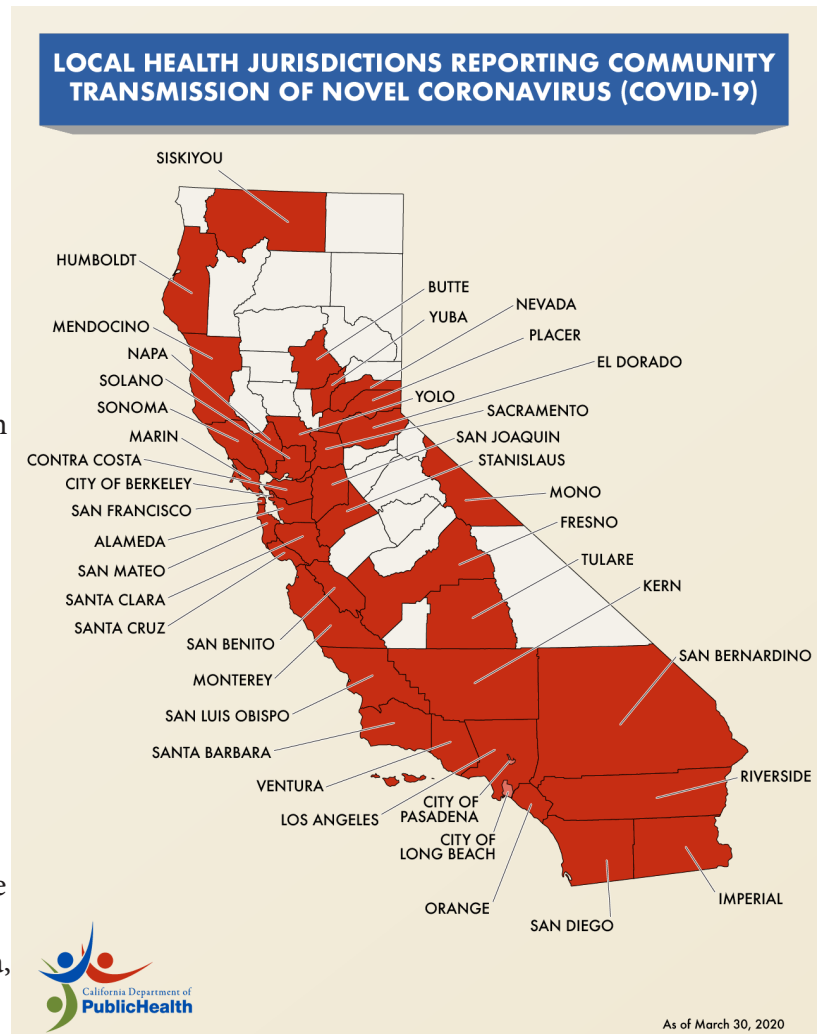 LOCAL HEALTH JURISDICTIONS REPORTING COMMUNITY
TRANSMISSION OF NOVEL CORONAVIRUS (COVID-19)
SISKIYOU
HUMBOLDT
MENDOCINO
NAPA
SOLANO
SONOMA
MARIN
CONTRA COSTA
CITY OF BERKELEY
SAN FRANCISCO
ALAMEDA
SAN MATEO
SANTA CLARA
SANTA CRUZ
SAN BENITO
MONTEREY
SAN LUIS OBISPO
SANTA BARBARA
VENTURA
LOS ANGELES
CITY OF
PASADENA
CITY OF
LONG BEACH
ORANGE
SAN DIEGO
BUTTE
YUBA
NEVADA
PLACER
EL DORADO
YOLO
SACRAMENTO
SAN JOAQUIN
STANISLAUS
MONO
FRESNO
TULARE
KERN
SAN BERNARDINO
RIVERSIDE
IMPERIAL
California Department of
PublicHealth
As of March 30, 2020